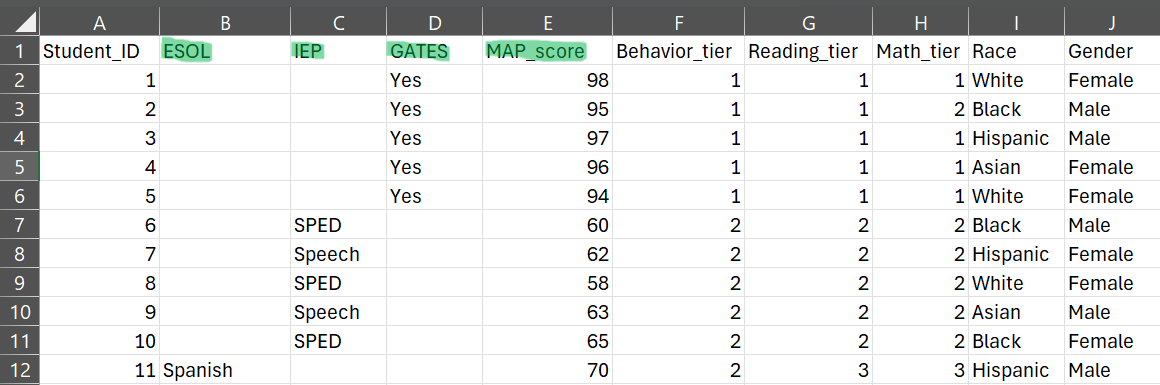 A B C D E F G H I J
1 Student_ID ESOL IEP GATES MAP_score Behavior_tier Reading_tier Math_tier Race Gender
2 1 Yes 98 1 1 1 White Female
3 2 Yes 95 1 1 2 Black Male
4 3 Yes 97 1 1 1 Hispanic Male
5 4 Yes 96 1 1 1 Asian Female
6 5 Yes 94 1 1 1 White Female
7 6 SPED 60 2 2 2 Black Male
8 7 Speech 62 2 2 2 Hispanic Female
9 8 SPED 58 2 2 2 White Female
10 9 Speech 63 2 2 2 Asian Male
11 10 SPED 65 2 2 2 Black Female
12 11 Spanish 70 2 3 3 Hispanic Male